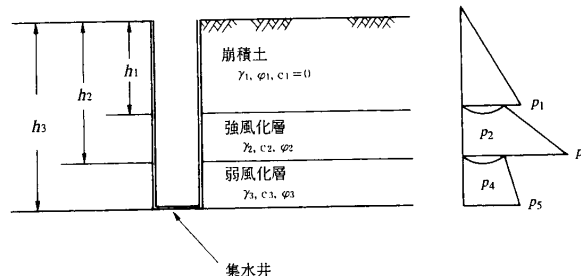 h1
h2
h3
崩積土
γ1, φ1, c1=0
強風化層
γ2, c2, φ2
弱風化層
γ3, c3, φ3
集水井
p1
p2
p
p4
p5